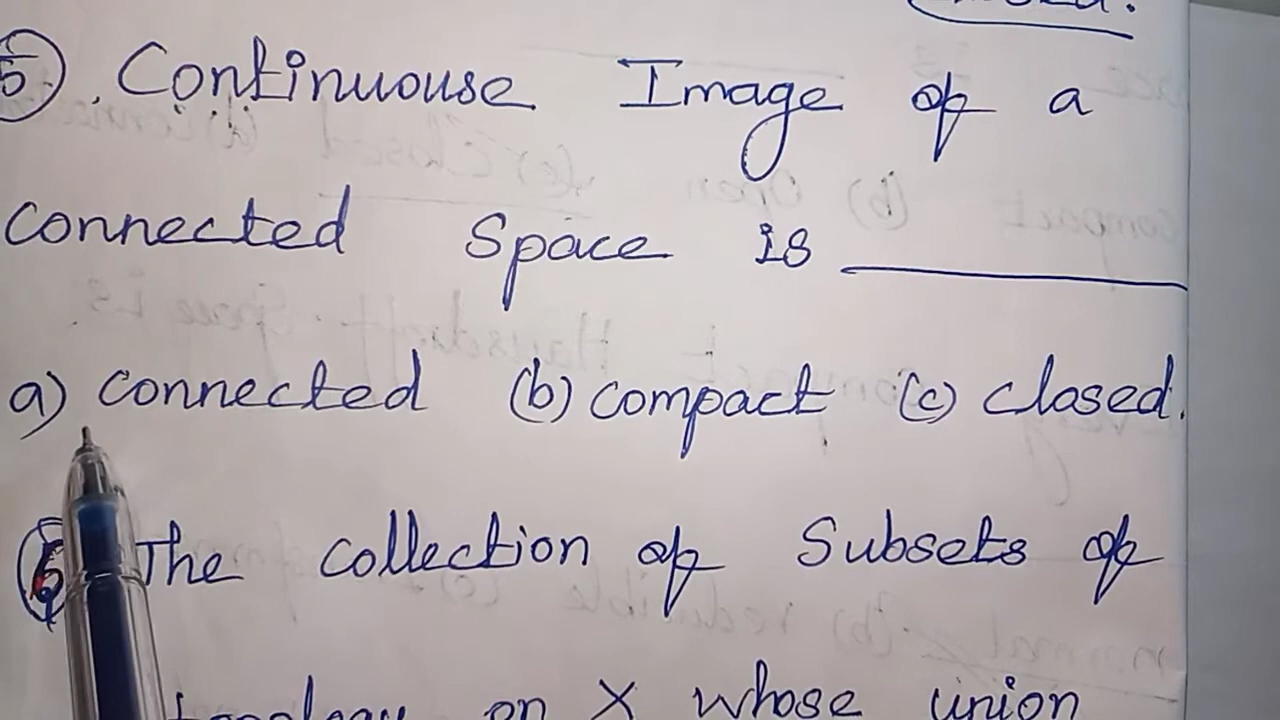 5) Continuouse Image of a
connected Space is
a) connected (b) compact (c) closed.
6 The collection of Subsets of
topology on X whose union